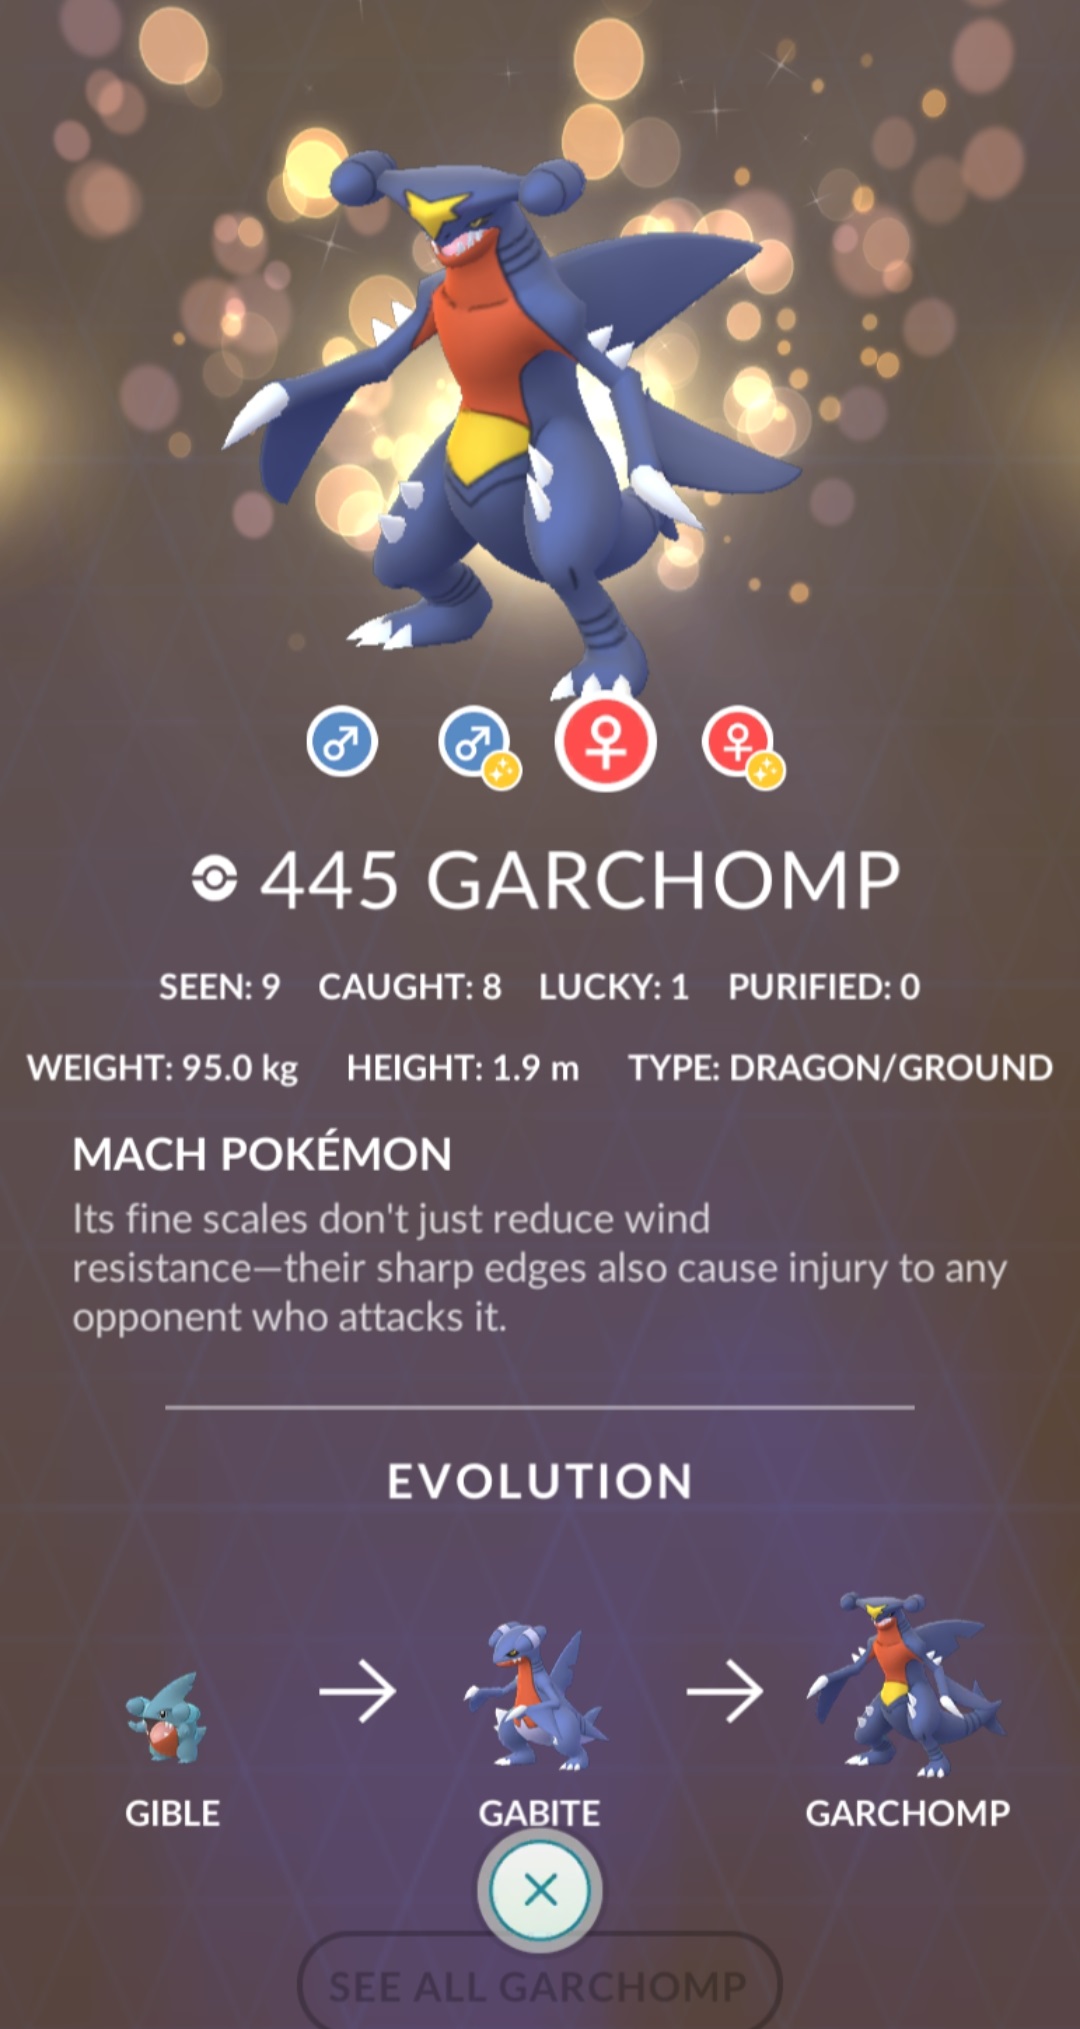 445 GARCHOMP
SEEN: 9 CAUGHT: 8 LUCKY: 1 PURIFIED: 0
WEIGHT: 95.0 kg HEIGHT: 1.9 m TYPE: DRAGON/GROUND
MACH POKÉMON
Its fine scales don't just reduce wind
resistance—their sharp edges also cause injury to any
opponent who attacks it.
EVOLUTION
GIBLE GABITE GARCHOMP
SEE ALL GARCHOMP